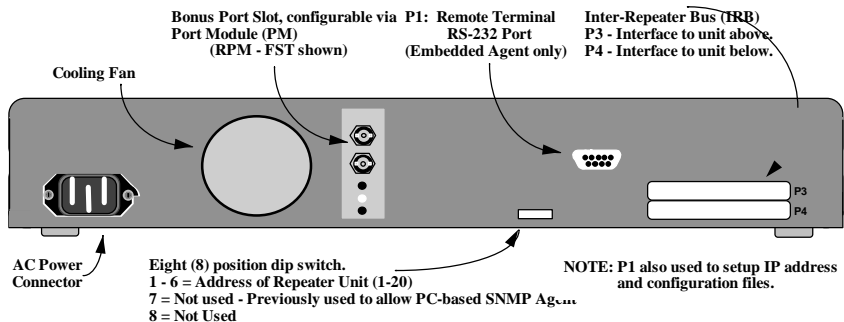 Bonus Port Slot, configurable via
Port Module (PM)
(RPM - FST shown)
P1: Remote Terminal
RS-232 Port
(Embedded Agent only)
Inter-Repeater Bus (IRB)
P3 - Interface to unit above.
P4 - Interface to unit below.
Cooling Fan
P3
P4
AC Power
Connector
Eight (8) position dip switch.
1 - 6 = Address of Repeater Unit (1-20)
7 = Not used - Previously used to allow PC-based SNMP Agent
8 = Not Used
NOTE: P1 also used to setup IP address
and configuration files.